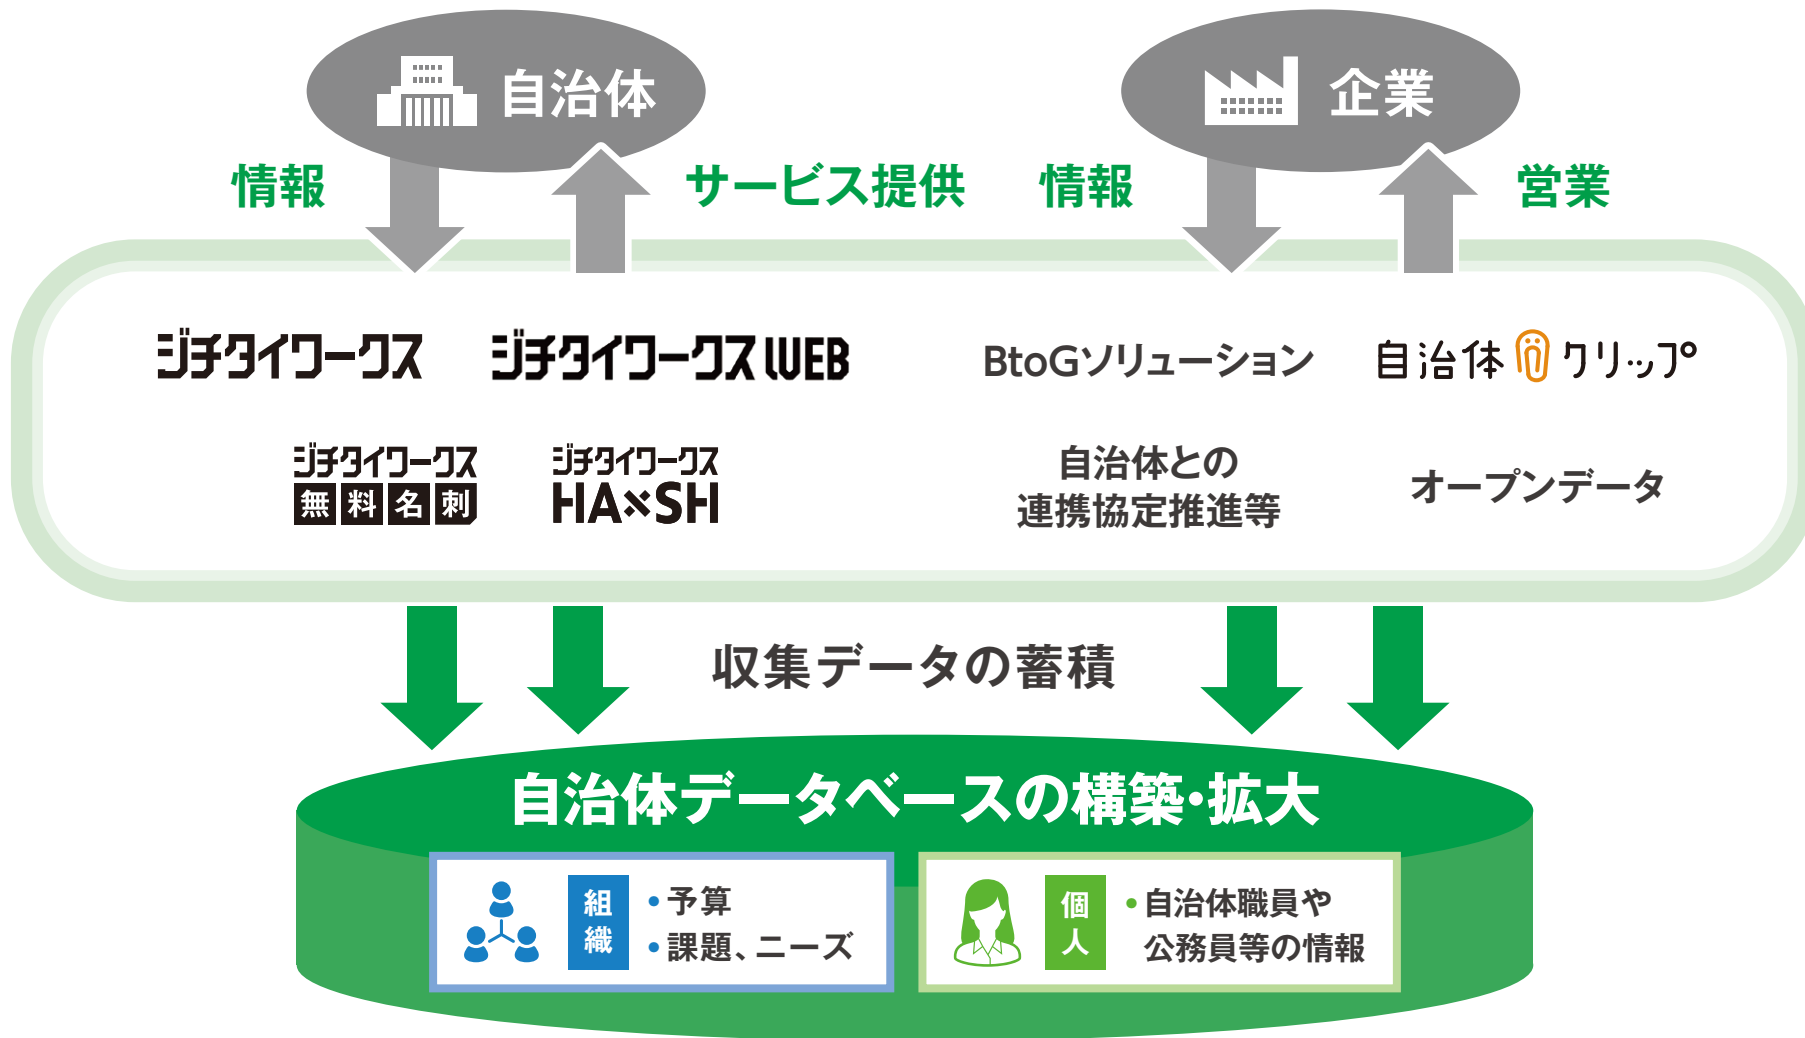 自治体
企業
情報
サービス提供
情報
営業
ジチタイワークス
ジチタイワークス WEB
BtoGソリューション
自治体クリップ
ジチタイワークス
無料名刺
ジチタイワークス
HA×SH
自治体との
連携協定推進等
オープンデータ
収集データの蓄積
自治体データベースの構築・拡大
組織
・予算
・課題、ニーズ
個人
・自治体職員や
公務員等の情報